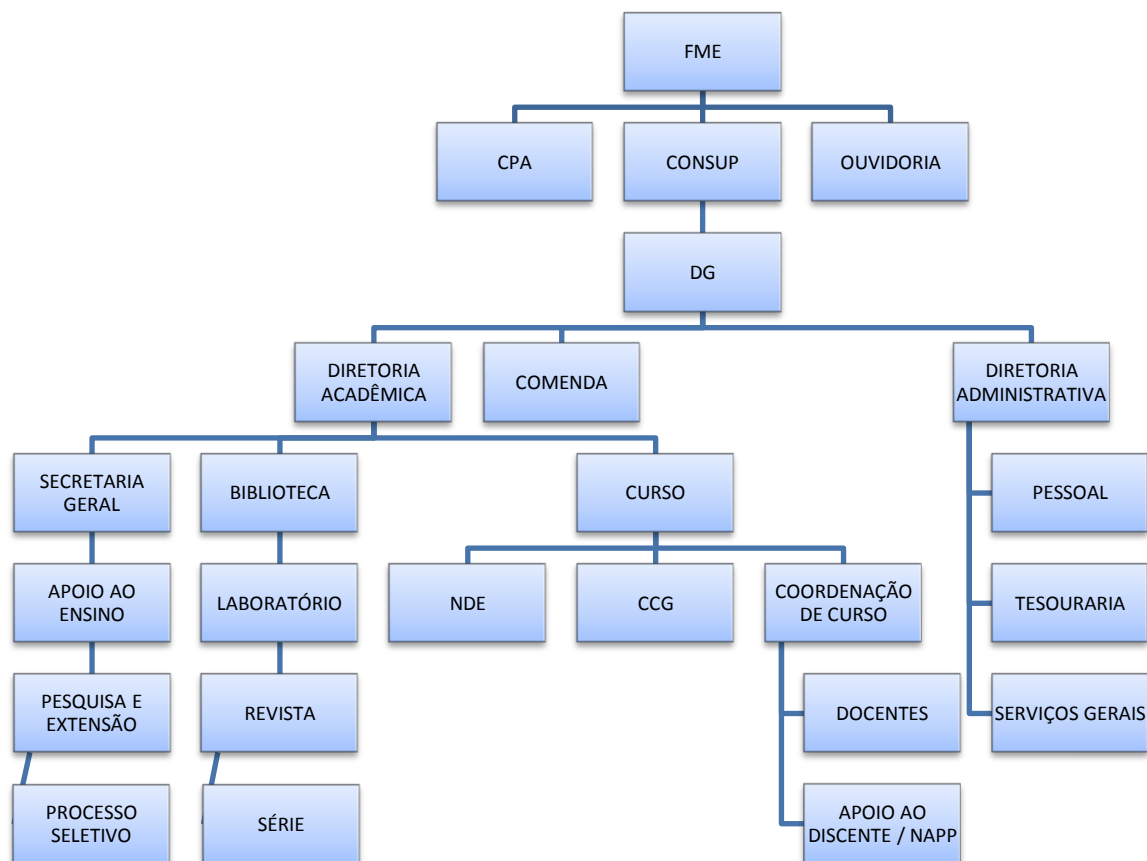 FME
CPA
CONSUP
OUVIDORIA
DG
DIRETORIA
ACADÊMICA
COMENDA
DIRETORIA
ADMINISTRATIVA
SECRETARIA
GERAL
BIBLIOTECA
CURSO
PESSOAL
APOIO AO
ENSINO
LABORATÓRIO
NDE
CCG
COORDENAÇÃO
DE CURSO
TESOURARIA
PESQUISA E
EXTENSÃO
REVISTA
DOCENTES
SERVIÇOS GERAIS
PROCESSO
SELETIVO
SÉRIE
APOIO AO
DISCENTE / NAPP